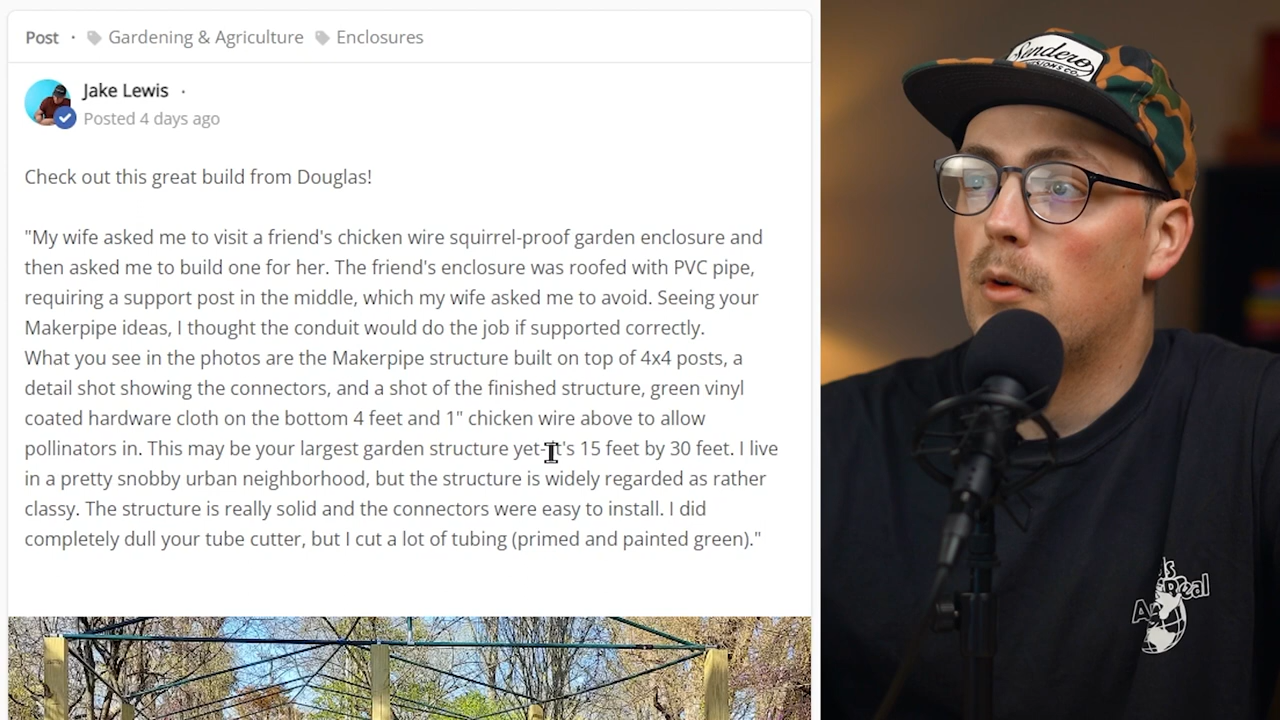 Post · Gardening & Agriculture Enclosures
Jake Lewis ·
Posted 4 days ago
Check out this great build from Douglas!
"My wife asked me to visit a friend's chicken wire squirrel-proof garden enclosure and
then asked me to build one for her. The friend's enclosure was roofed with PVC pipe,
requiring a support post in the middle, which my wife asked me to avoid. Seeing your
Makerpipe ideas, I thought the conduit would do the job if supported correctly.
What you see in the photos are the Makerpipe structure built on top of 4x4 posts, a
detail shot showing the connectors, and a shot of the finished structure, green vinyl
coated hardware cloth on the bottom 4 feet and 1" chicken wire above to allow
pollinators in. This may be your largest garden structure yet-it's 15 feet by 30 feet. I live
in a pretty snobby urban neighborhood, but the structure is widely regarded as rather
classy. The structure is really solid and the connectors were easy to install. I did
completely dull your tube cutter, but I cut a lot of tubing (primed and painted green)."
Sendero